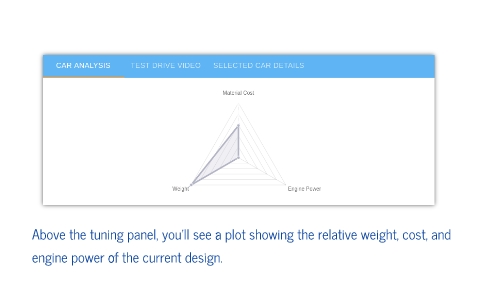 CAR ANALYSIS TEST DRIVE VIDEO SELECTED CAR DETAILS
Material Cost
Weight
Engine Power
Above the tuning panel, you'll see a plot showing the relative weight, cost, and
engine power of the current design.